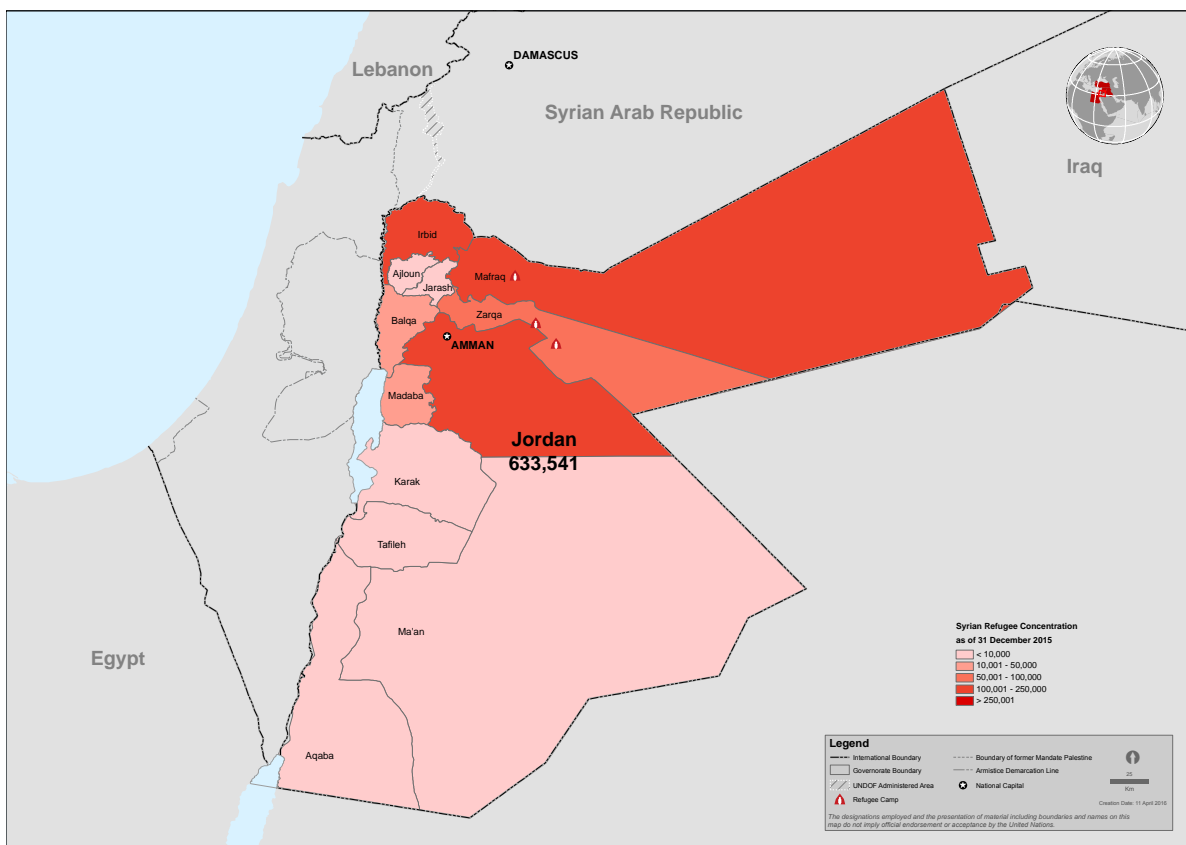 DAMASCUS
Lebanon
Syrian Arab Republic
Iraq
Irbid
Ajloun
Mafraq
Jarash
Balqa
Zarqa
AMMAN
Madaba
Jordan
633,541
Karak
Tafileh
Ma'an
Egypt
Aqaba
Syrian Refugee Concentration
as of 31 December 2015
< 10,000
10,001 - 50,000
50,001 - 100,000
100,001 - 250,000
> 250,001
Legend
International Boundary
Governorate Boundary
UNDOF Administered Area
Refugee Camp
Boundary of former Mandate Palestine
Armistice Demarcation Line
National Capital
25
Km
Creation Date: 11 April 2016
The designations employed and the presentation of material including boundaries and names on this
map do not imply official endorsement or acceptance by the United Nations.